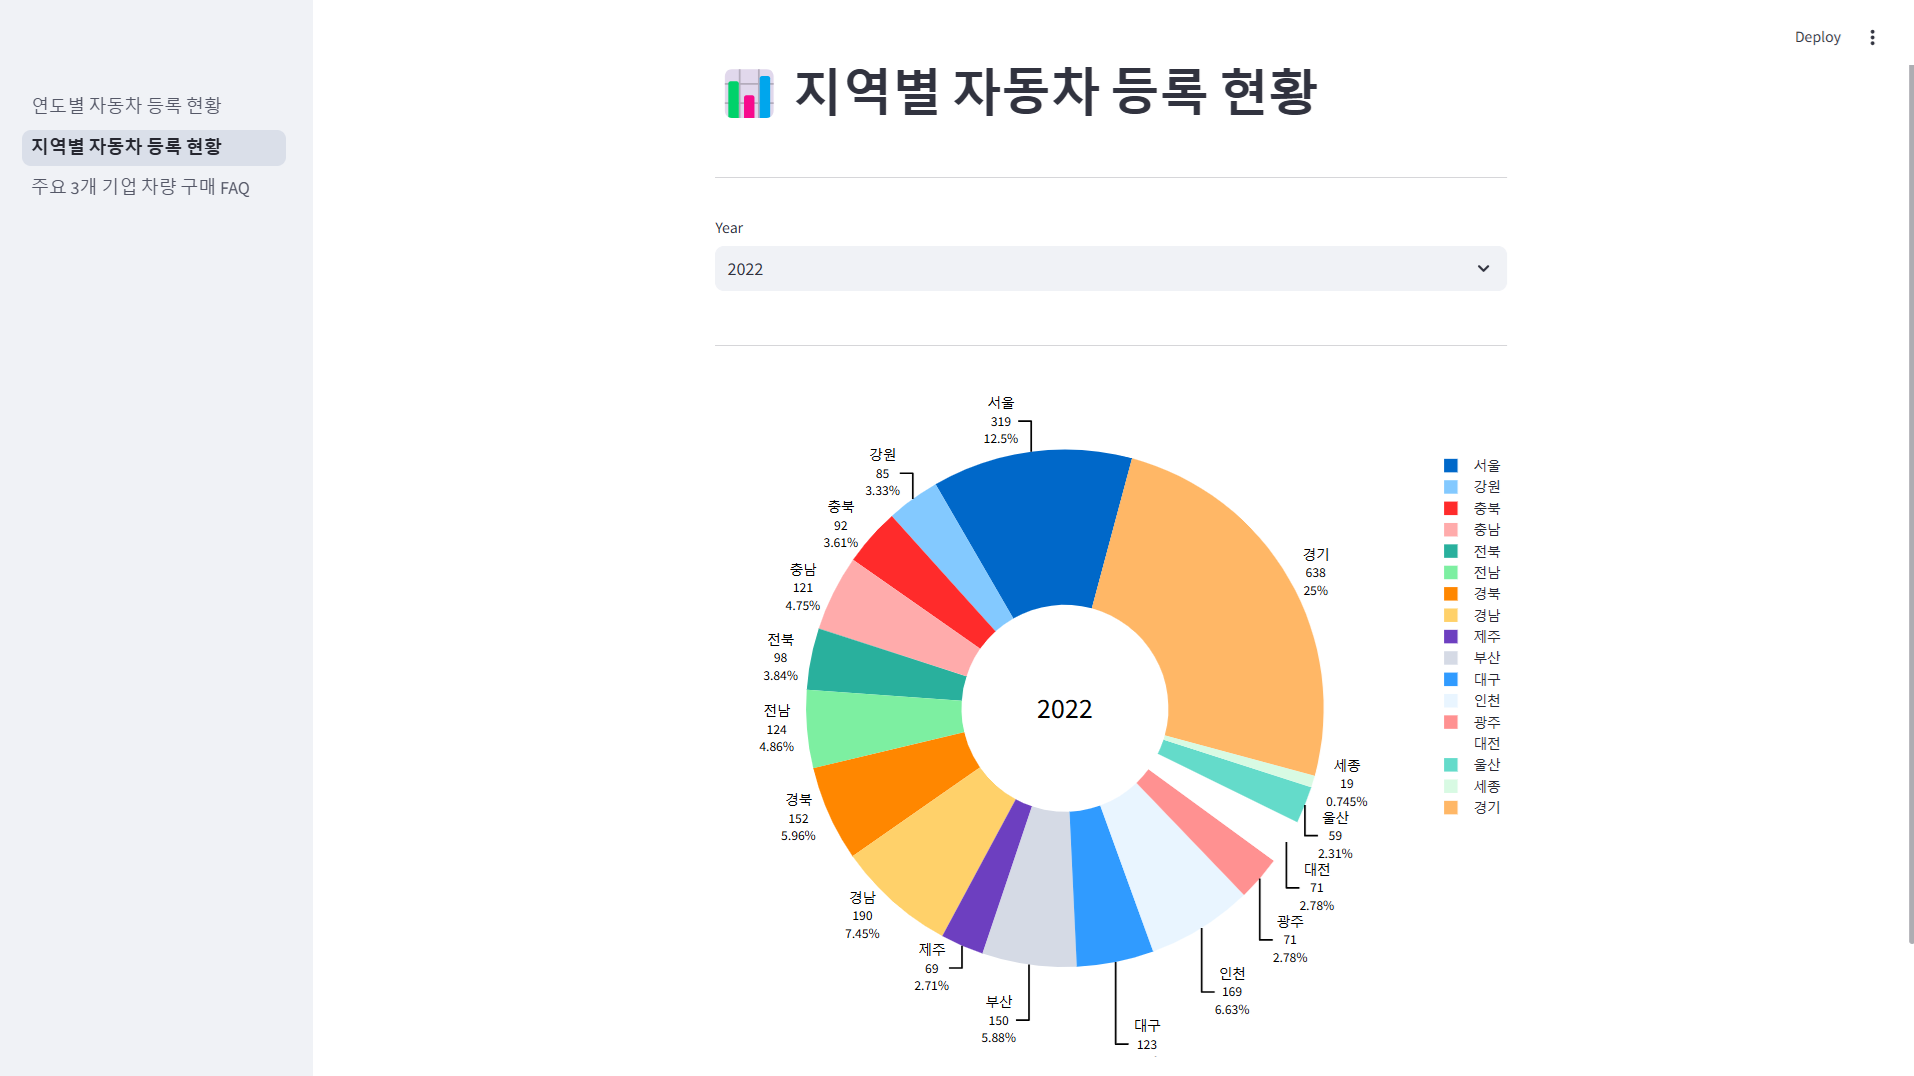 Deploy
연도별 자동차 등록 현황
지역별 자동차 등록 현황
주요 3개 기업 차량 구매 FAQ
지역별 자동차 등록 현황
Year
2022
서울
319
12.5%
강원
85
3.33%
충북
92
3.61%
충남
121
4.75%
전북
98
3.84%
전남
124
4.86%
경북
152
5.96%
경남
190
7.45%
제주
69
2.71%
부산
150
5.88%
대구
123
인천
169
6.63%
광주
71
2.78%
대전
71
2.78%
울산
59
2.31%
세종
19
0.745%
경기
638
25%
2022
서울
강원
충북
충남
전북
전남
경북
경남
제주
부산
대구
인천
광주
대전
울산
세종
경기